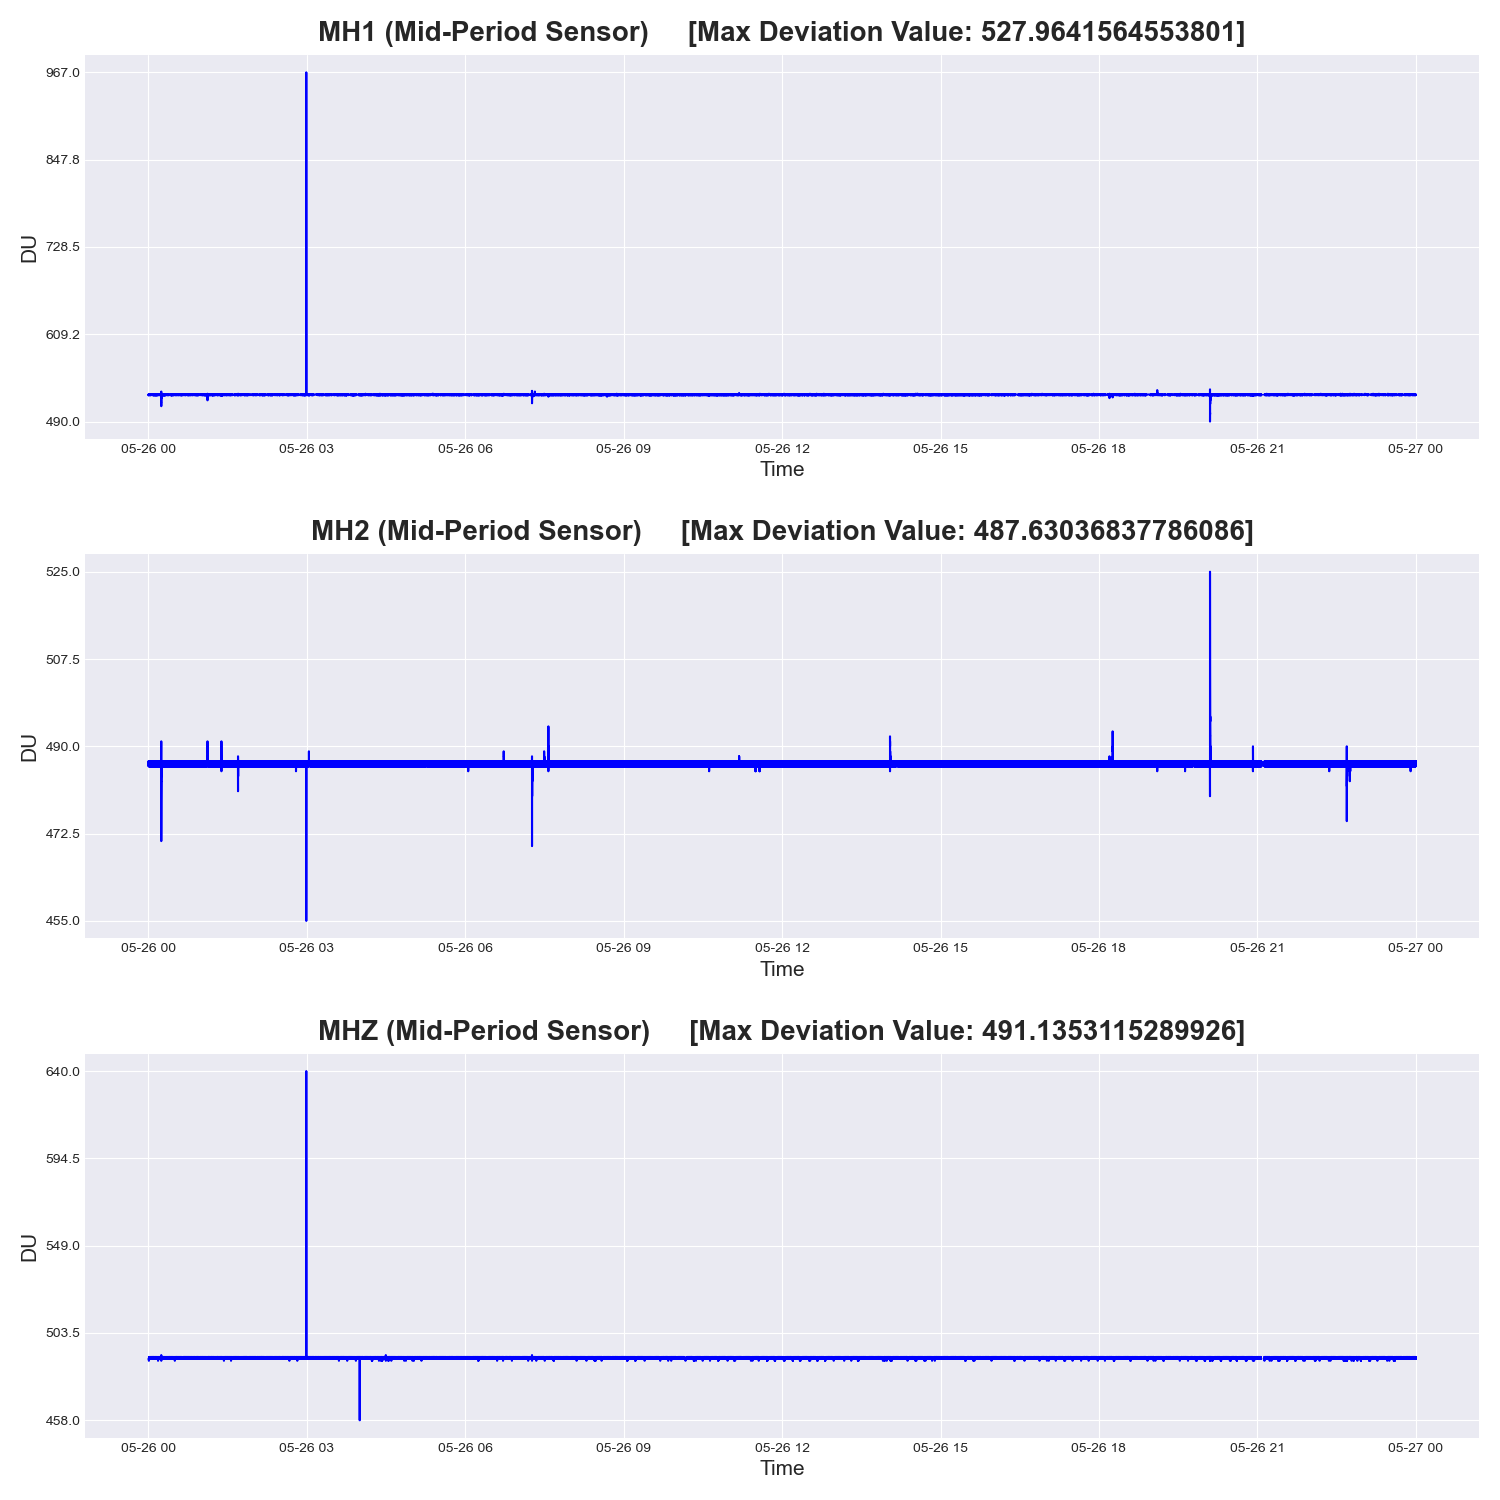 MH1 (Mid-Period Sensor) [Max Deviation Value: 527.9641564553801]
967.0
847.8
728.5
609.2
490.0
DU
05-26 00 05-26 03 05-26 06 05-26 09 05-26 12 05-26 15 05-26 18 05-26 21 05-27 00
Time
MH2 (Mid-Period Sensor) [Max Deviation Value: 487.63036837786086]
525.0
507.5
490.0
472.5
455.0
DU
05-26 00 05-26 03 05-26 06 05-26 09 05-26 12 05-26 15 05-26 18 05-26 21 05-27 00
Time
MHZ (Mid-Period Sensor) [Max Deviation Value: 491.1353115289926]
640.0
594.5
549.0
503.5
458.0
DU
05-26 00 05-26 03 05-26 06 05-26 09 05-26 12 05-26 15 05-26 18 05-26 21 05-27 00
Time